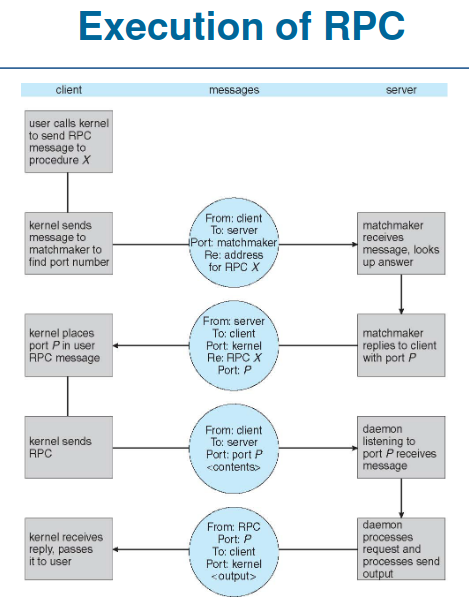 Execution of RPC
client
messages
server
user calls kernel
to send RPC
message to
procedure X
kernel sends
message to
matchmaker to
find port number
From: client
To: server
Port: matchmaker
Re: address
for RPC X
matchmaker
receives
message, looks
up answer
kernel places
port P in user
RPC message
From: server
To: client
Port: kernel
Re: RPC X
Port: P
matchmaker
replies to client
with port P
kernel sends
RPC
From: client
To: server
Port: port P
<contents>
daemon
listening to
port P receives
message
kernel receives
reply, passes
it to user
From: RPC
Port: P
To: client
Port: kernel
<output>
daemon
processes
request and
processes send
output